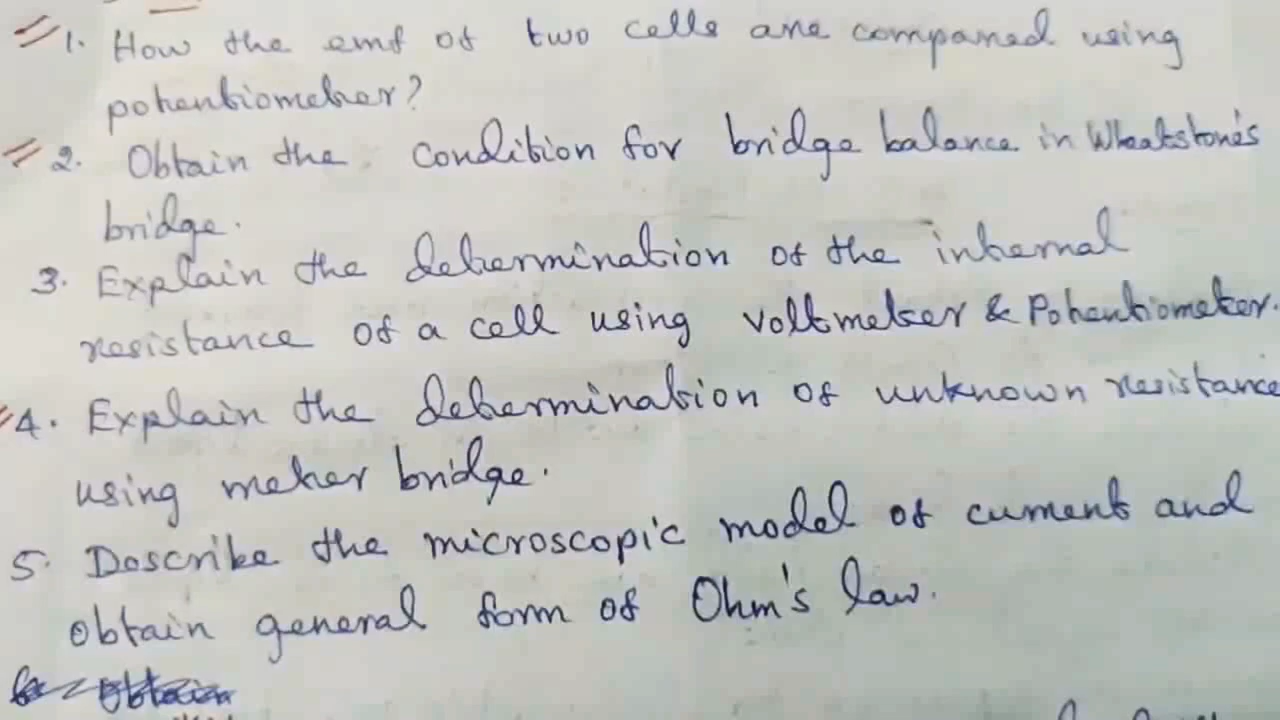 1. How the emf of two cells are compared using
potentiometer?
2. Obtain the condition for bridge balance in Wheatstone's
bridge.
3. Explain the determination of the internal
resistance of a cell using voltmeter & Potentiometer.
4. Explain the determination of unknown resistance
using meter bridge.
5. Describe the microscopic model of current and
obtain general form of Ohm's law.
Obtain